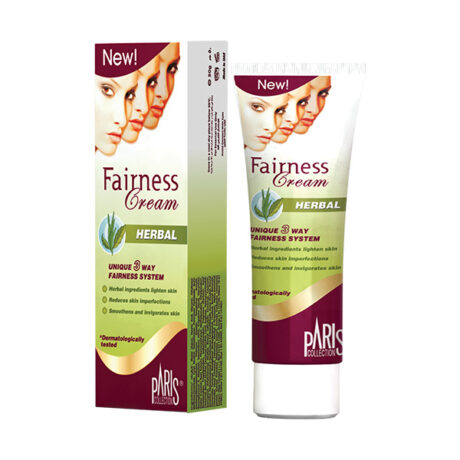 New!
Fairness
Cream
HERBAL
UNIQUE 3 WAY
FAIRNESS SYSTEM
Herbal ingredients lighten skin
Reduces skin imperfections
Smoothens and invigorates skin
*Dermatologically
tested
PARIS
COLLECTION
New!
Fairness
Cream
HERBAL
UNIQUE 3 WAY
FAIRNESS SYSTEM
Herbal ingredients lighten skin
Reduces skin imperfections
Smoothens and invigorates skin
Dermatologically
tested
PARIS
COLLECTION